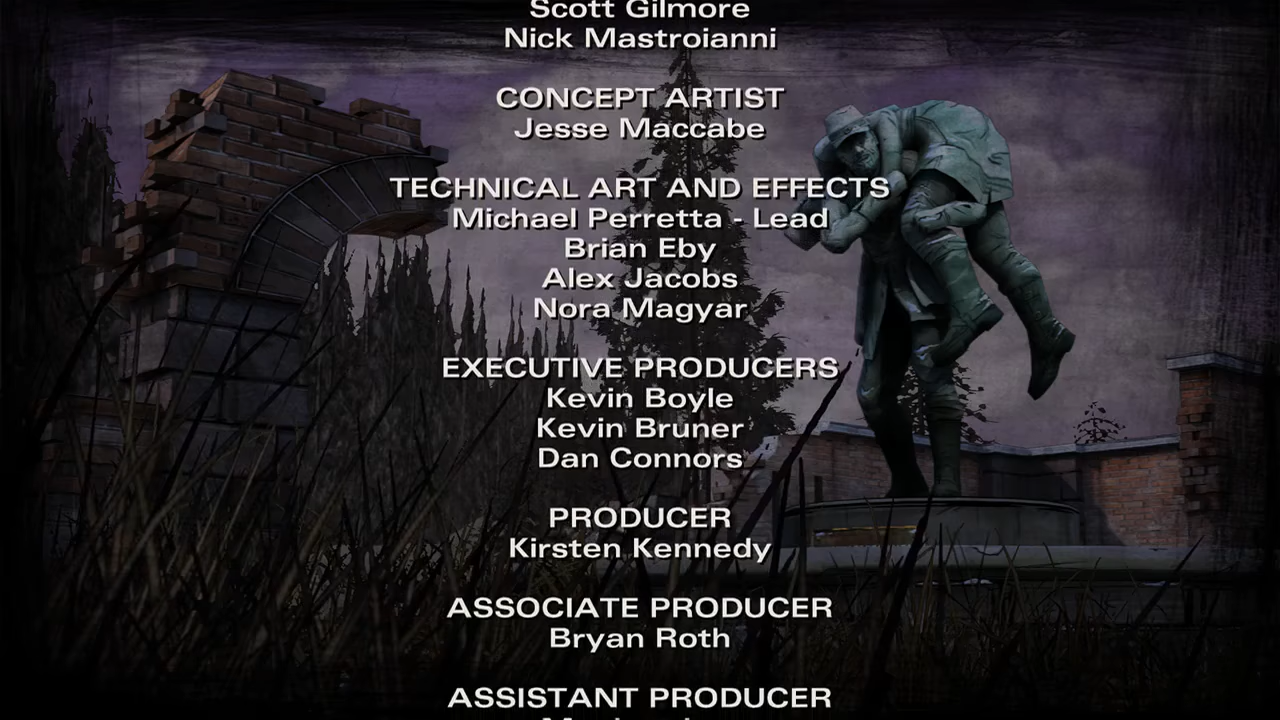 Scott Gilmore
Nick Mastroianni
CONCEPT ARTIST
Jesse Maccabe
TECHNICAL ART AND EFFECTS
Michael Perretta - Lead
Brian Eby
Alex Jacobs
Nora Magyar
EXECUTIVE PRODUCERS
Kevin Boyle
Kevin Bruner
Dan Connors
PRODUCER
Kirsten Kennedy
ASSOCIATE PRODUCER
Bryan Roth
ASSISTANT PRODUCER